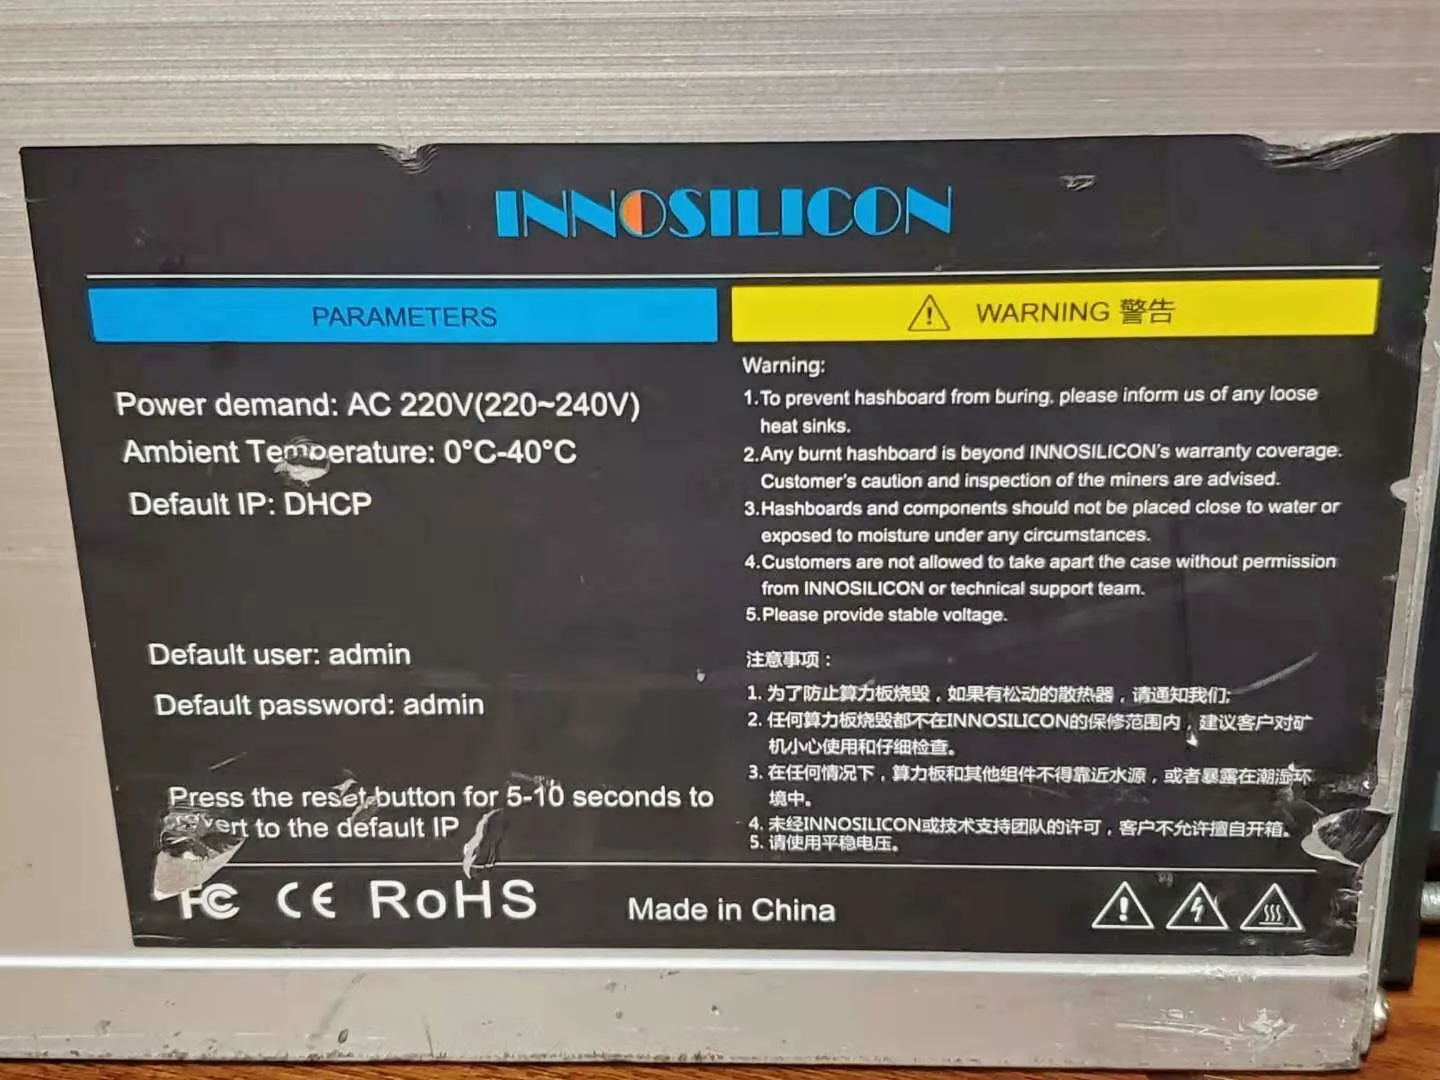 INNOSILICON
PARAMETERS
Power demand: AC 220V(220~240V)
Ambient Temperature: 0°C-40°C
Default IP: DHCP
Default user: admin
Default password: admin
Press the reset button for 5-10 seconds to
revert to the default IP
WARNING 警告
Warning:
1.To prevent hashboard from buring, please inform us of any loose
heat sinks.
2.Any burnt hashboard is beyond INNOSILICON's warranty coverage.
Customer's caution and inspection of the miners are advised.
3.Hashboards and components should not be placed close to water or
exposed to moisture under any circumstances.
4.Customers are not allowed to take apart the case without permission
from INNOSILICON or technical support team.
5.Please provide stable voltage.
注意事项：
1. 为了防止算力板烧毁，如果有松动的散热器，请通知我们;
2. 任何算力板烧毁都不在INNOSILICON的保修范围内，建议客户对矿
机小心使用和仔细检查。
3. 在任何情况下，算力板和其他组件不得靠近水源，或者暴露在潮湿环
境中。
4. 未经INNOSILICON或技术支持团队的许可，客户不允许擅自开箱。
5. 请使用平稳电压。
FC CE RoHS Made in China